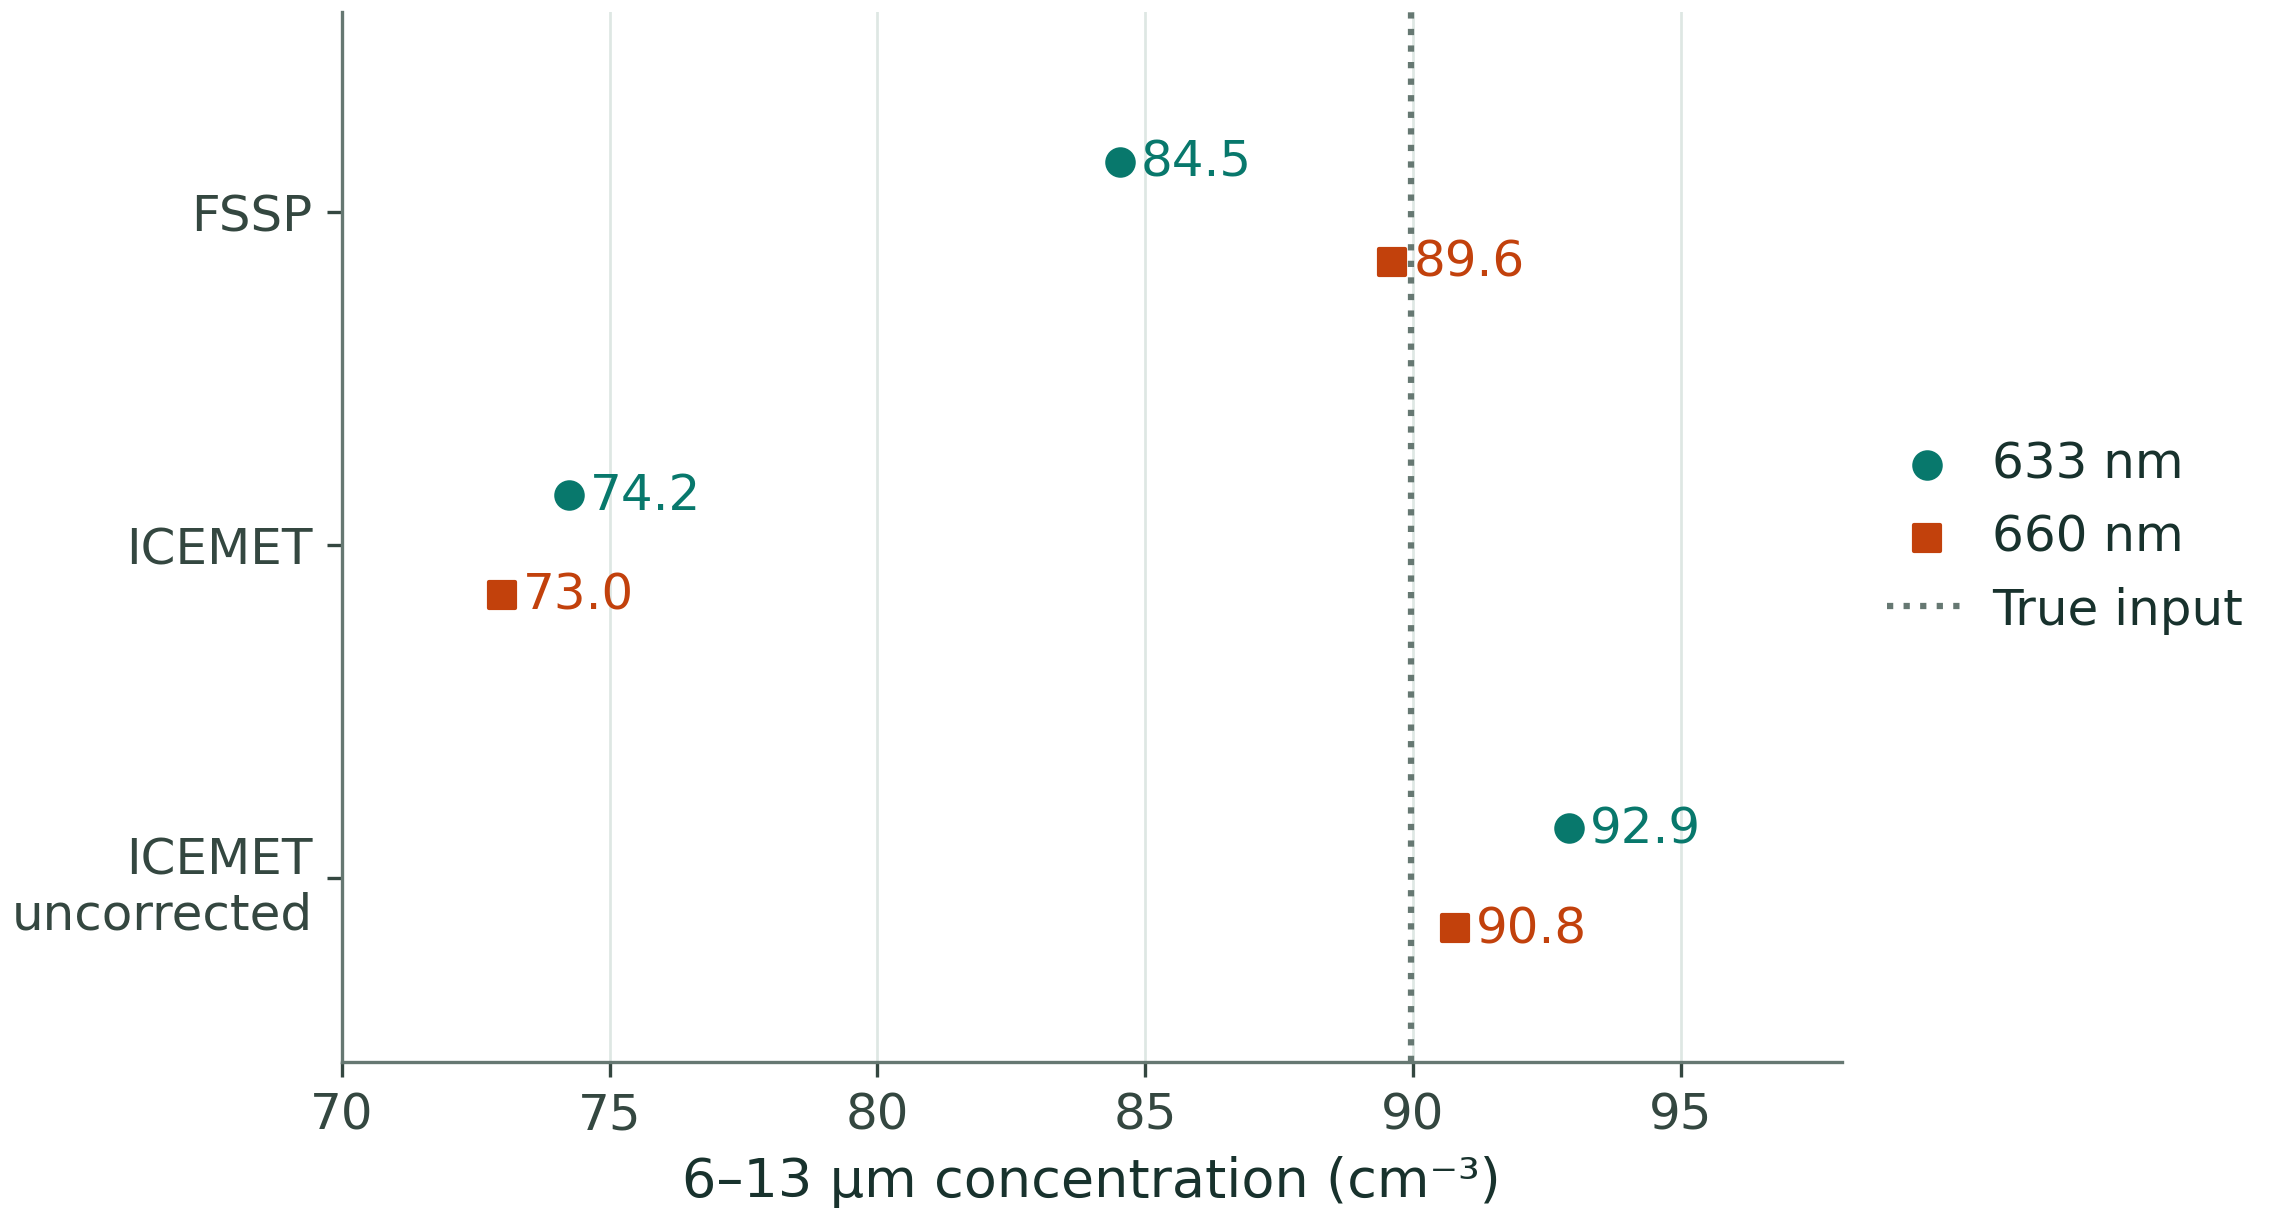 84.5
FSSP
89.6
74.2
ICEMET
73.0
92.9
ICEMET
uncorrected
90.8
633 nm
660 nm
True input
70 75 80 85 90 95
6–13 µm concentration (cm⁻³)